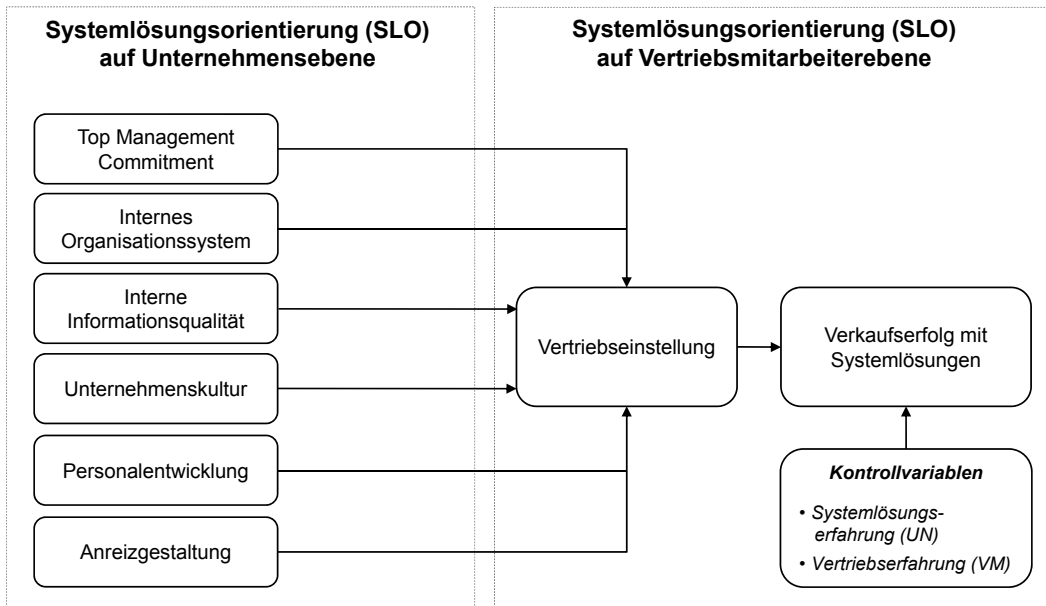 Systemlösungsorientierung (SLO)
auf Unternehmensebene
Systemlösungsorientierung (SLO)
auf Vertriebsmitarbeiterebene
Top Management
Commitment
Internes
Organisationssystem
Interne
Informationsqualität
Unternehmenskultur
Personalentwicklung
Anreizgestaltung
Vertriebseinstellung
Verkaufserfolg mit
Systemlösungen
Kontrollvariablen
• Systemlösungs-
erfahrung (UN)
• Vertriebserfahrung (VM)